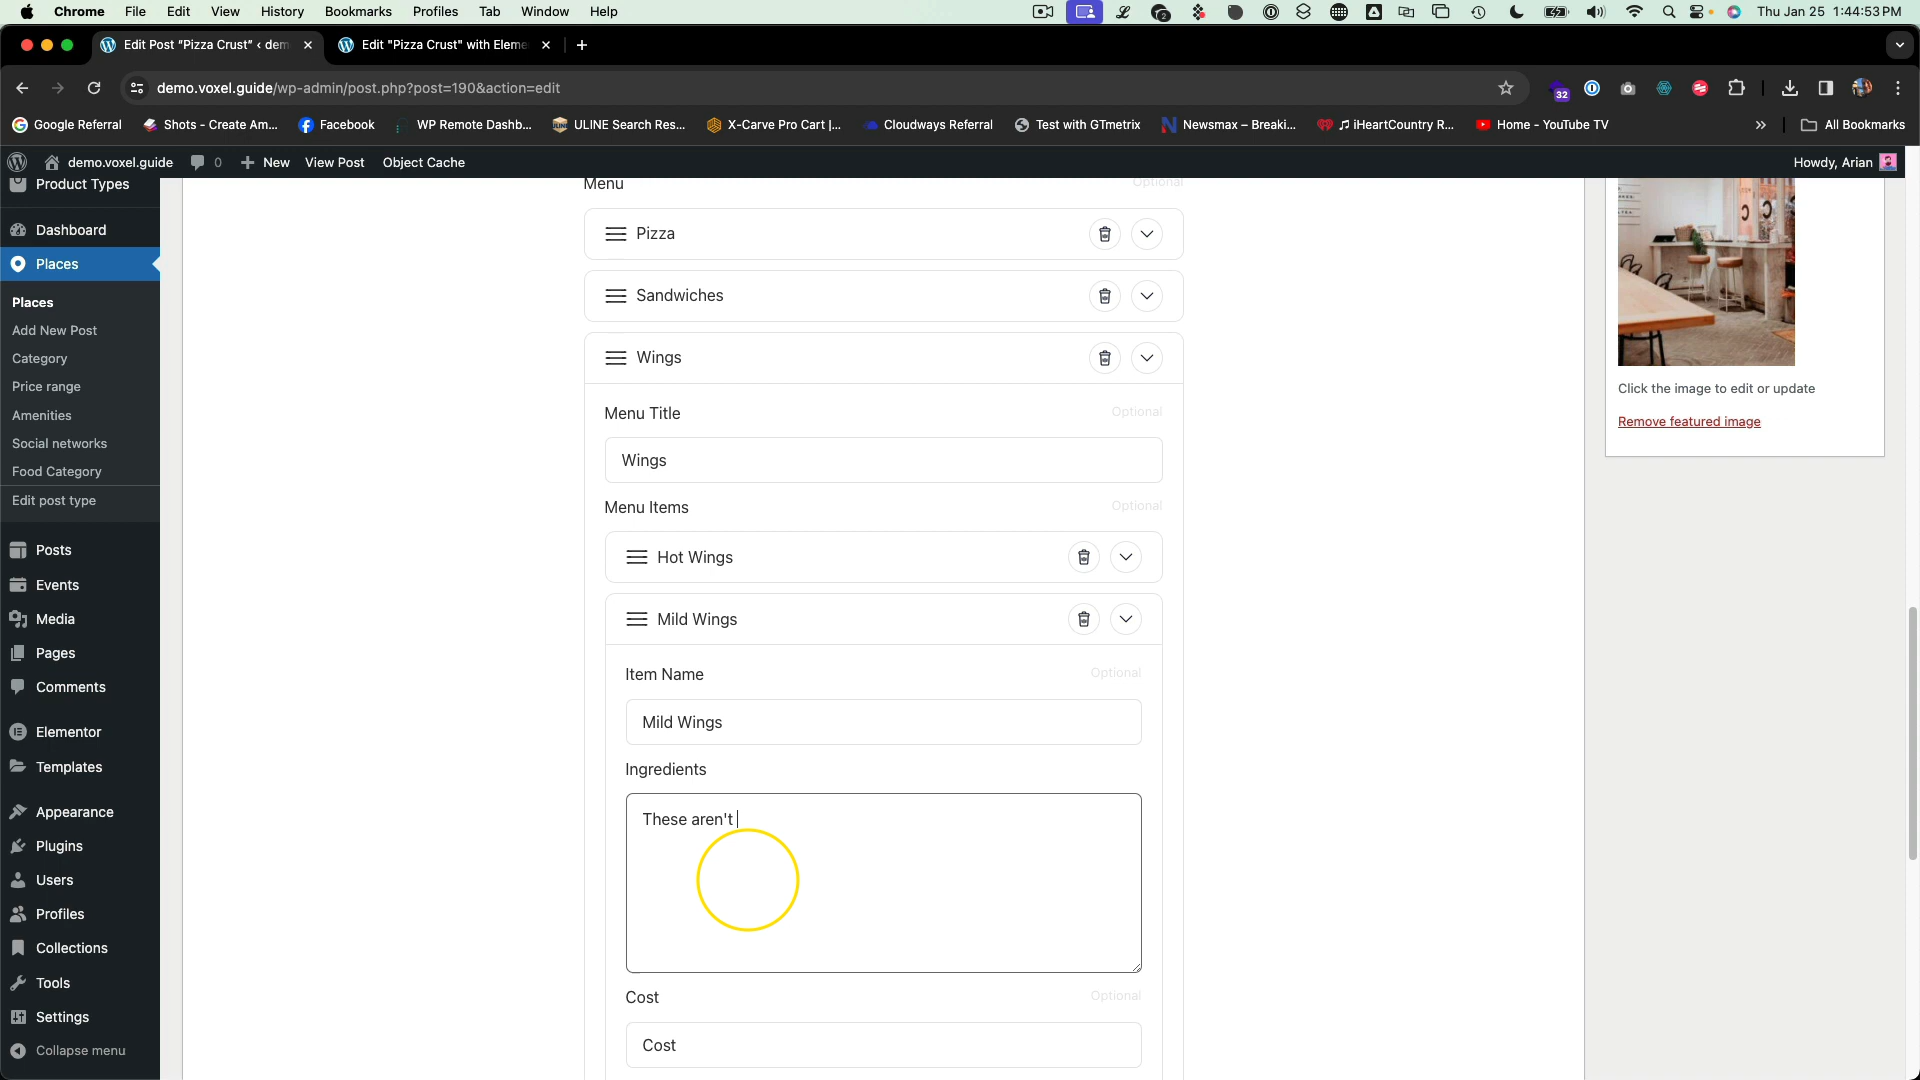 Chrome File Edit View History Bookmarks Profiles Tab Window Help Thu Jan 25 1:44:53 PM
Edit Post "Pizza Crust" ‹ dem Edit "Pizza Crust" with Eleme
demo.voxel.guide/wp-admin/post.php?post=190&action=edit 32
Google Referral Shots - Create Am... Facebook WP Remote Dashb... ULINE Search Res... X-Carve Pro Cart |... Cloudways Referral Test with GTmetrix Newsmax – Breaki... iHeartCountry R... Home - YouTube TV » All Bookmarks
demo.voxel.guide 0 New View Post Object Cache Howdy, Arian
Product Types
Dashboard
Places
Places
Add New Post
Category
Price range
Amenities
Social networks
Food Category
Edit post type
Posts
Events
Media
Pages
Comments
Elementor
Templates
Appearance
Plugins
Users
Profiles
Collections
Tools
Settings
Collapse menu
Menu Optional
Pizza
Sandwiches
Wings
Menu Title Optional
Wings
Menu Items Optional
Hot Wings
Mild Wings
Item Name Optional
Mild Wings
Ingredients
These aren't
Cost Optional
Cost
Click the image to edit or update
Remove featured image